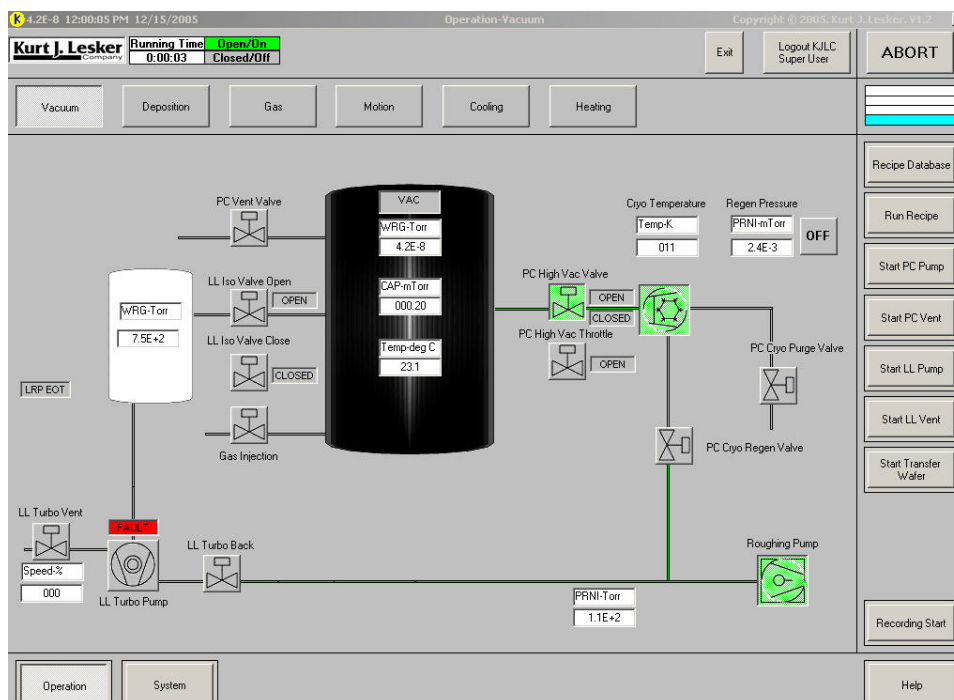 K 4.2E-8 12:00:05 PM 12/15/2005 Operation-Vacuum Copyright © 2005, Kurt J. Lesker. V1.2
Kurt J. Lesker
Company
Running Time Open/On
0:00:03 Closed/Off
Exit
Logout KJLC
Super User
ABORT
Vacuum Deposition Gas Motion Cooling Heating
Recipe Database
Run Recipe
Start PC Pump
Start PC Vent
Start LL Pump
Start LL Vent
Start Transfer
Wafer
Recording Start
Help
PC Vent Valve
VAC
WRG-Torr
4.2E-8
CAP-mTorr
000.20
Temp-deg C
23.1
Cryo Temperature
Temp-K
011
Regen Pressure
PRNI-mTorr
2.4E-3
OFF
WRG-Torr
7.5E+2
LL Iso Valve Open
OPEN
LL Iso Valve Close
CLOSED
Gas Injection
PC High Vac Valve
OPEN
CLOSED
PC High Vac Throttle
OPEN
PC Cryo Purge Valve
PC Cryo Regen Valve
LRP EOT
LL Turbo Vent
Speed-%
000
FAULT
LL Turbo Pump
LL Turbo Back
Roughing Pump
PRNI-Torr
1.1E+2
Operation System